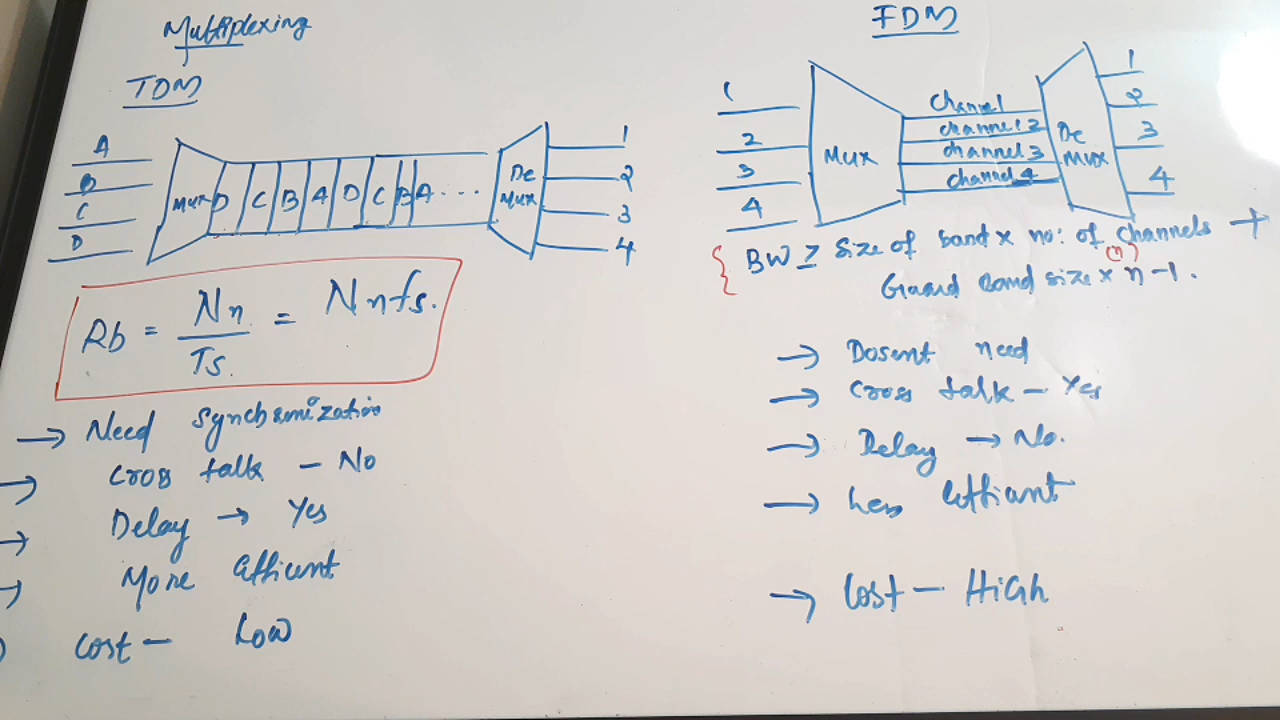 Multiplexing
TDM
A
B
C
D
Mux D C B A D C B A . . .
De
Mux
1
2
3
4
Rb = Nn / Ts. = Nnfs.
→ Need Synchronization
→ Cross talk – No
→ Delay → Yes
→ More efficient
Cost – Low
FDM
1
2
3
4
Mux
Channel 1
channel 2
channel 3
channel 4
De
Mux
1
2
3
4
BW ≥ Size of band x no: of channels +
(n)
Guard band size x n-1.
→ Dosent need
→ Cross talk – Yes
→ Delay → No.
→ Less efficient
→ Cost – HiGh